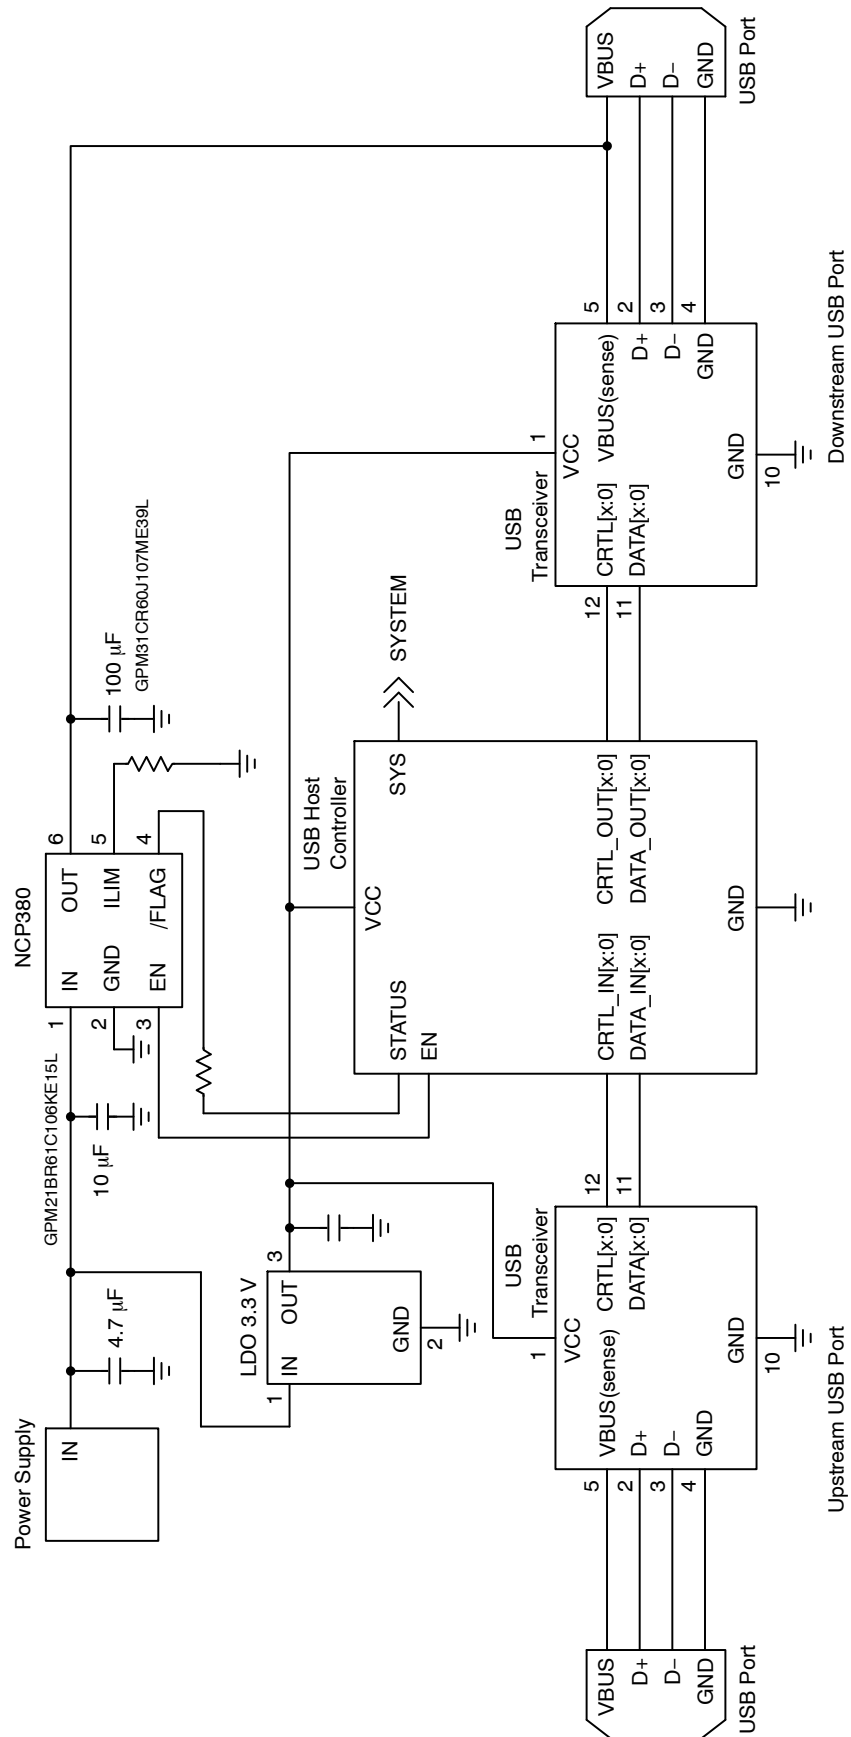 Power Supply
IN
4.7 µF
GPM21BR61C106KE15L
10 µF
NCP380
1
IN
OUT
6
2
GND
ILIM
5
3
EN
/FLAG
4
100 µF
GPM31CR60J107ME39L
LDO 3.3 V
1
IN
OUT
3
GND
2
USB Host
Controller
STATUS
EN
VCC
SYS
SYSTEM
CRTL_IN[x:0]
DATA_IN[x:0]
CRTL_OUT[x:0]
DATA_OUT[x:0]
GND
USB
Transceiver
1
VCC
VBUS(sense)
D+
D−
GND
CRTL[x:0]
DATA[x:0]
GND
10
5
2
3
4
12
11
VBUS
D+
D−
GND
USB Port
Upstream USB Port
USB
Transceiver
1
VCC
12
11
CRTL[x:0]
DATA[x:0]
VBUS(sense)
D+
D−
GND
GND
10
5
2
3
4
VBUS
D+
D−
GND
USB Port
Downstream USB Port